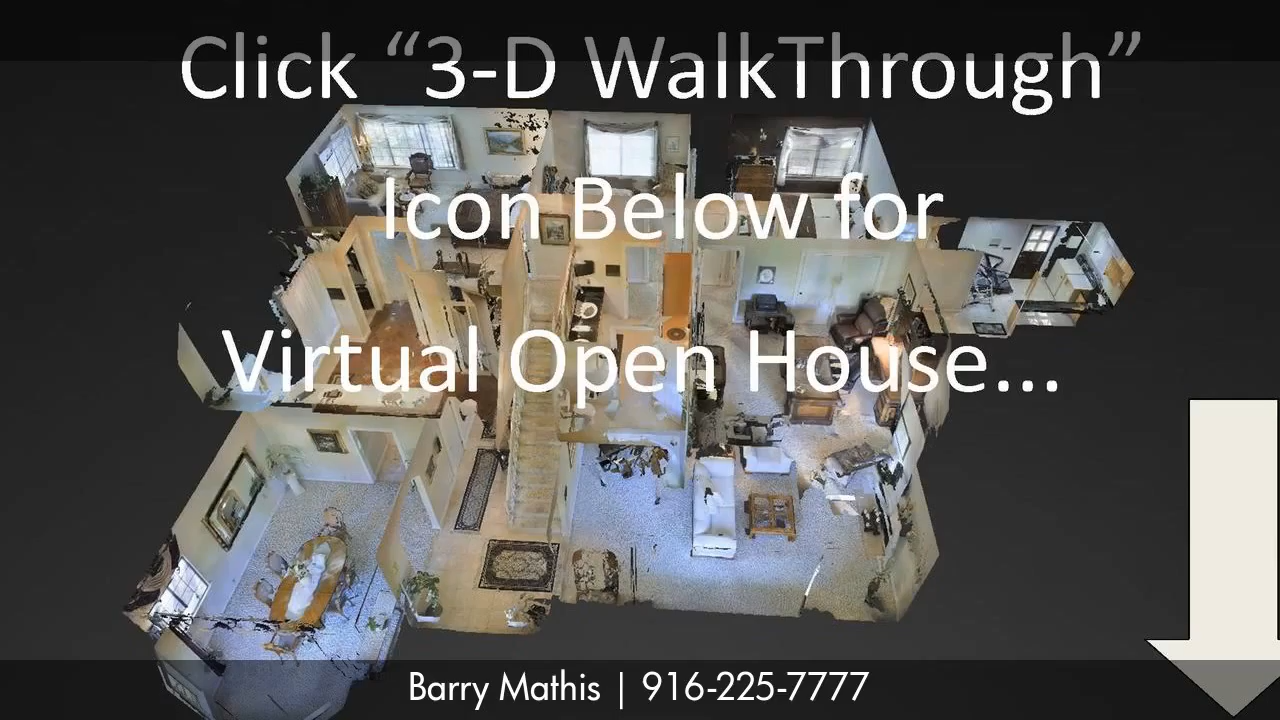 Click “3-D WalkThrough”
Icon Below for
Virtual Open House...
Barry Mathis | 916-225-7777